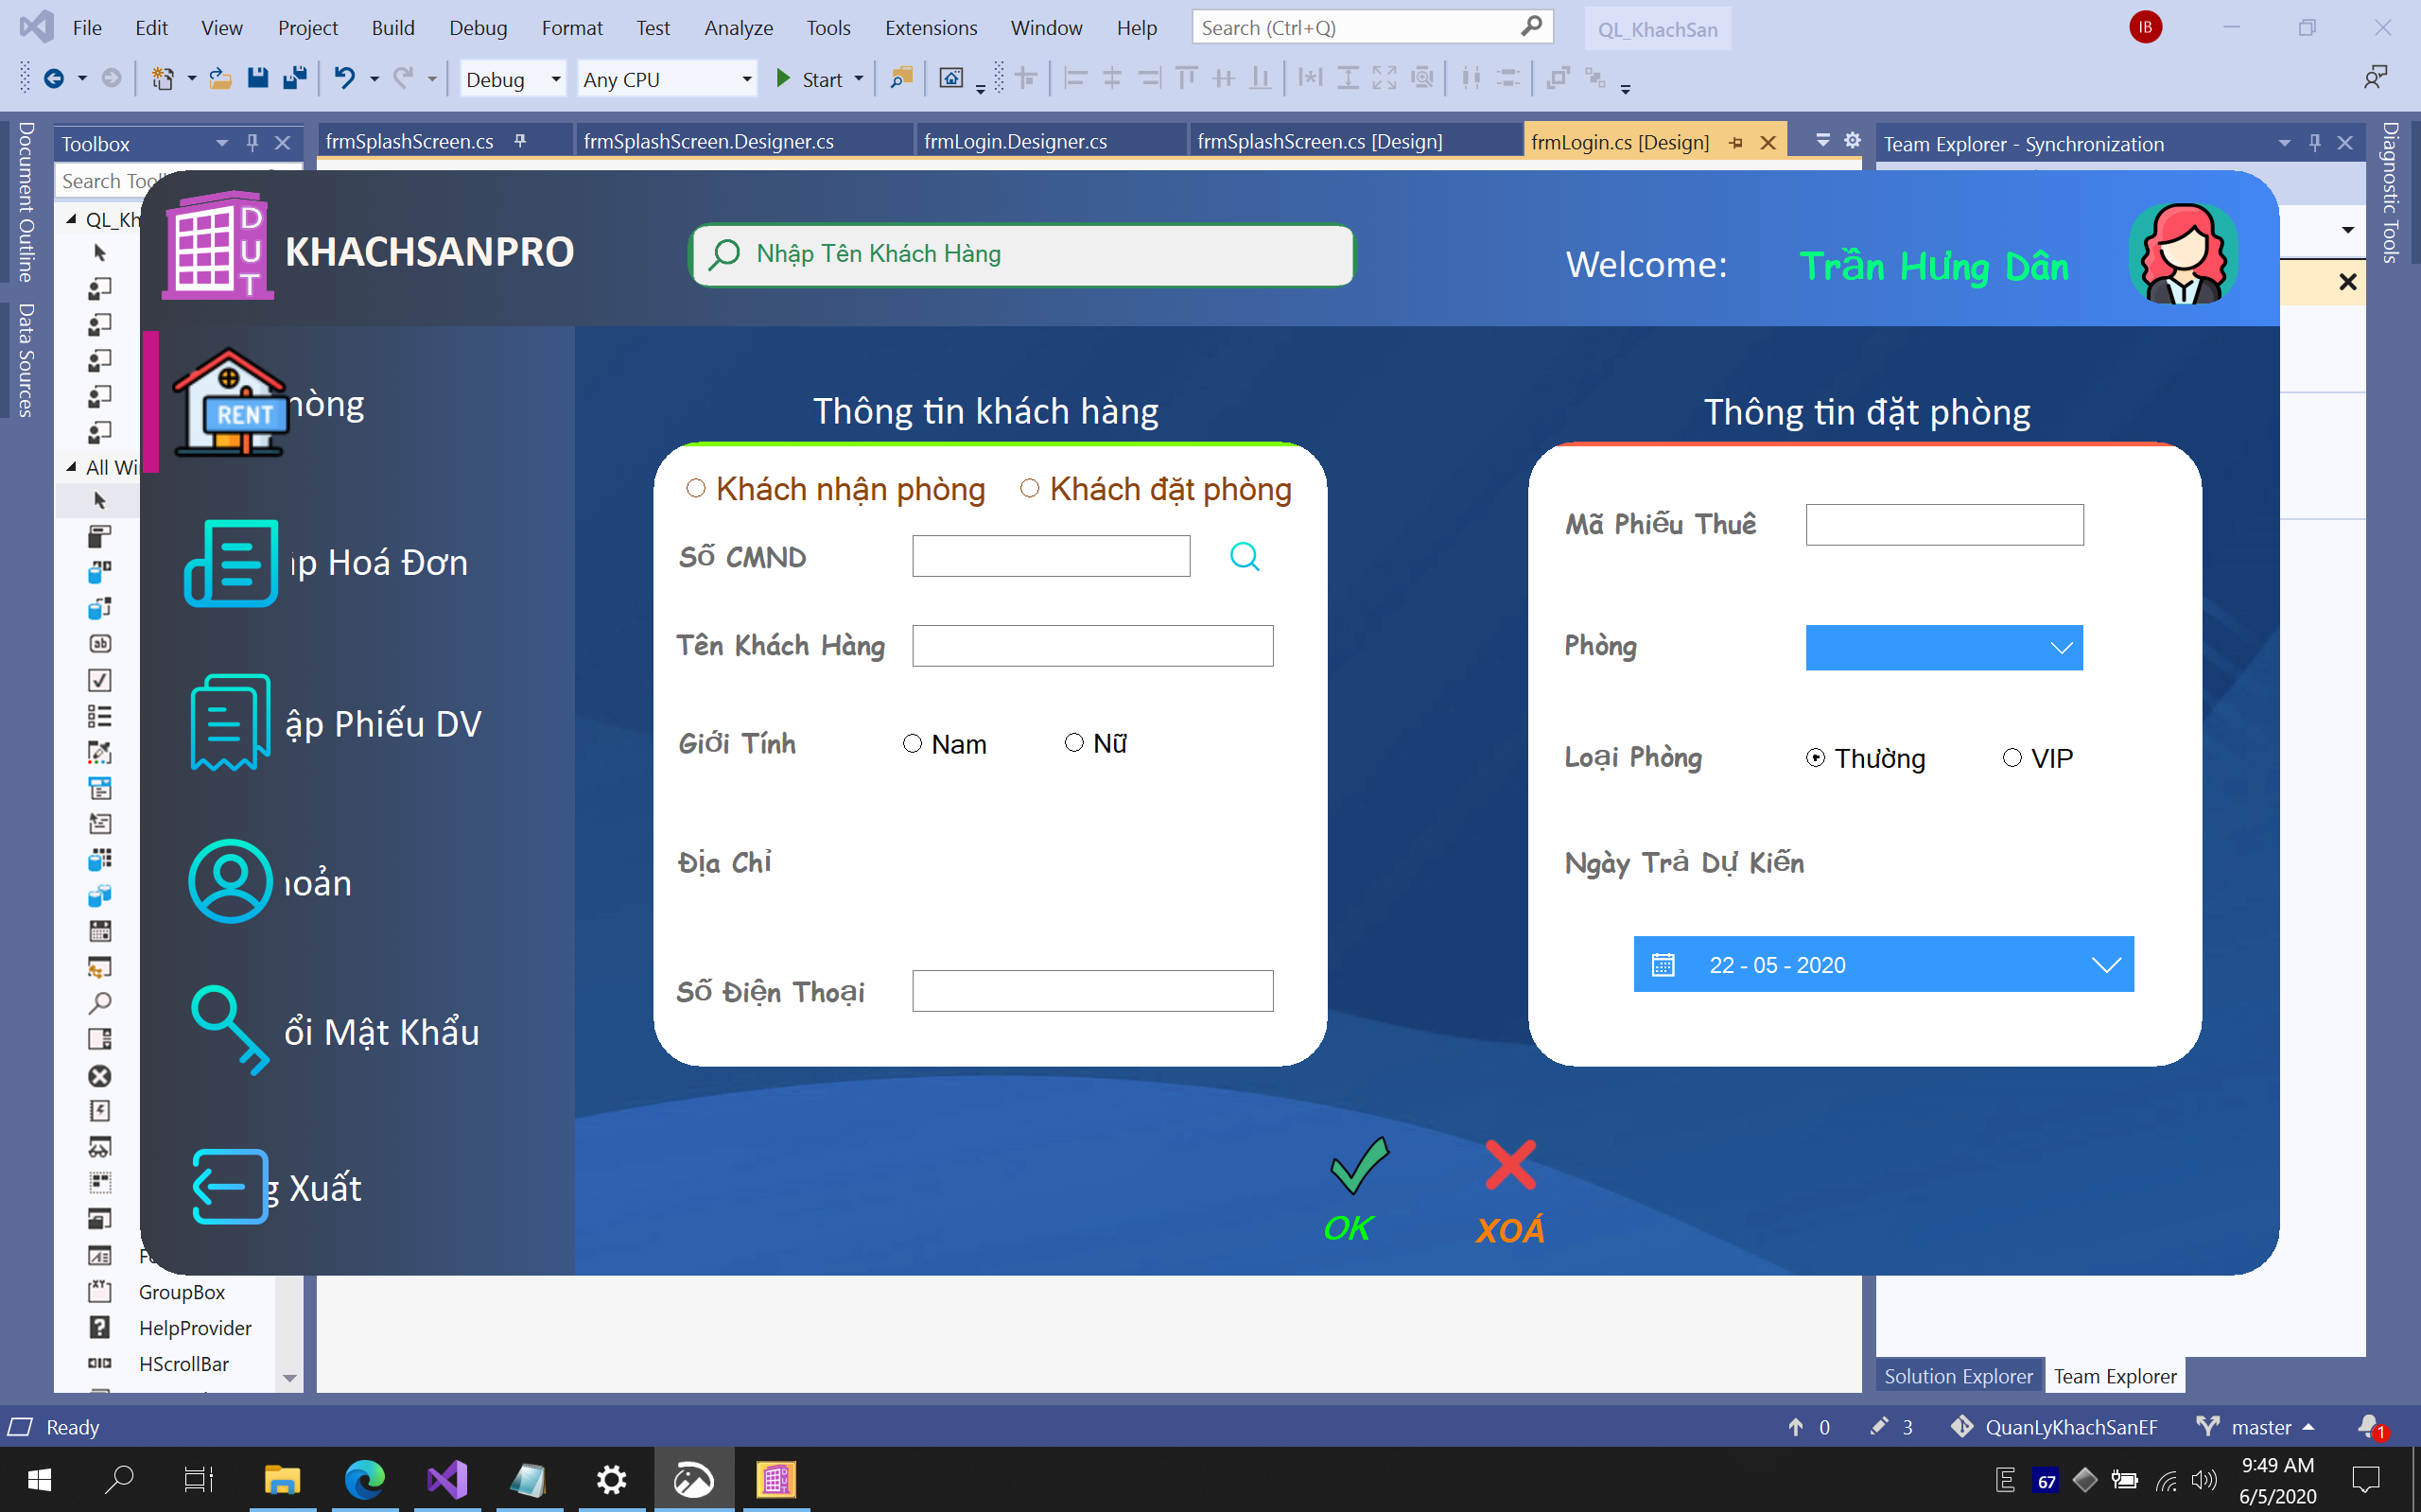 File Edit View Project Build Debug Format Test Tools Analyze Extensions Window Help Search (Ctrl+Q) QL_KhachSan IB
Debug Any CPU Start
Document Outline
Data Sources
Toolbox
Search Tool
QL_Kh
All Wi
frmSplashScreen.cs frmSplashScreen.Designer.cs frmLogin.Designer.cs frmSplashScreen.cs [Design] frmLogin.cs [Design]
Team Explorer - Synchronization
Diagnostic Tools
DUT
KHACHSANPRO
Nhập Tên Khách Hàng
Welcome: Trần Hưng Dân
RENT
hòng
ập Hoá Đơn
ập Phiếu DV
hoản
ổi Mật Khẩu
g Xuất
Thông tin khách hàng
Khách nhận phòng Khách đặt phòng
Số CMND
Tên Khách Hàng
Giới Tính Nam Nữ
Địa Chỉ
Số Điện Thoại
Thông tin đặt phòng
Mã Phiếu Thuê
Phòng
Loại Phòng Thường VIP
Ngày Trả Dự Kiến
22 - 05 - 2020
OK XOÁ
GroupBox
HelpProvider
HScrollBar
Solution Explorer Team Explorer
Ready 0 3 QuanLyKhachSanEF master 1
67 9:49 AM
6/5/2020